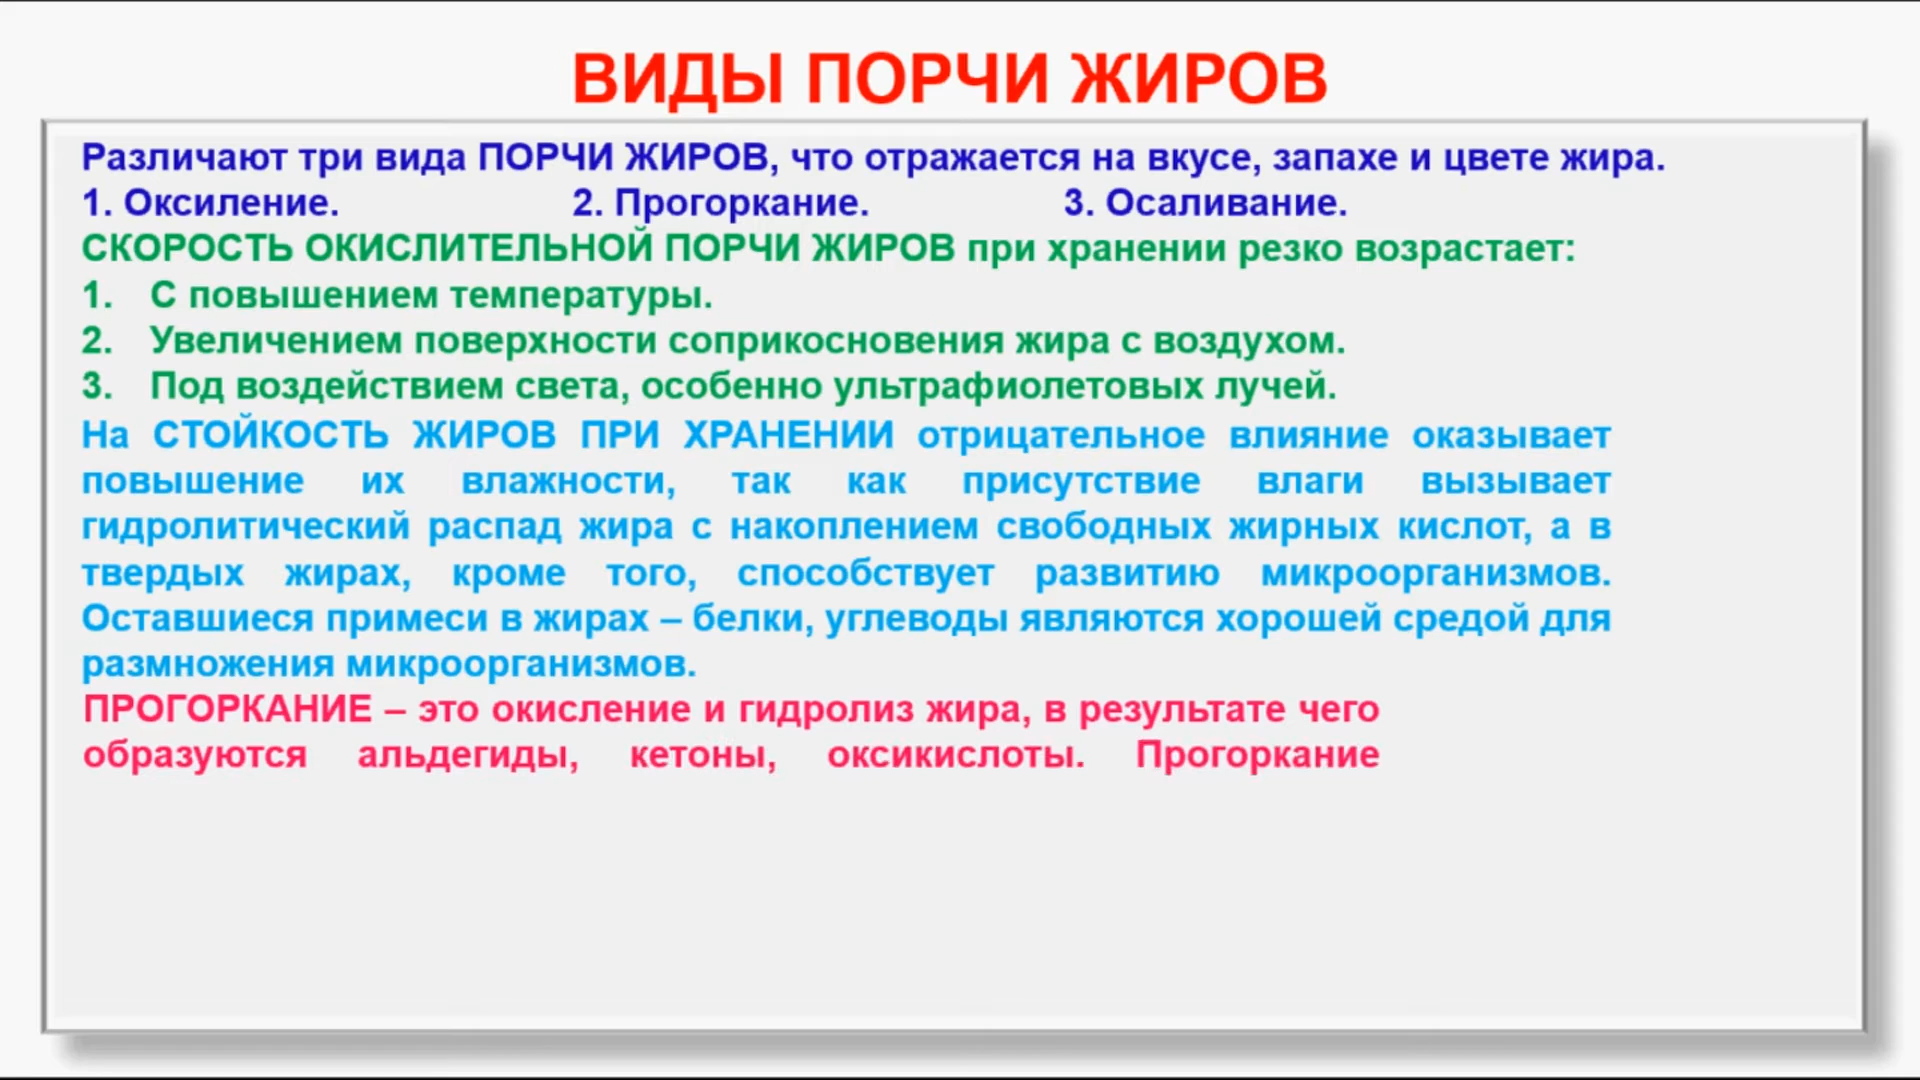 ВИДЫ ПОРЧИ ЖИРОВ
Различают три вида ПОРЧИ ЖИРОВ, что отражается на вкусе, запахе и цвете жира.
1. Оксиление. 2. Прогоркание. 3. Осаливание.
СКОРОСТЬ ОКИСЛИТЕЛЬНОЙ ПОРЧИ ЖИРОВ при хранении резко возрастает:
1. С повышением температуры.
2. Увеличением поверхности соприкосновения жира с воздухом.
3. Под воздействием света, особенно ультрафиолетовых лучей.
На СТОЙКОСТЬ ЖИРОВ ПРИ ХРАНЕНИИ отрицательное влияние оказывает
повышение их влажности, так как присутствие влаги вызывает
гидролитический распад жира с накоплением свободных жирных кислот, а в
твердых жирах, кроме того, способствует развитию микроорганизмов.
Оставшиеся примеси в жирах – белки, углеводы являются хорошей средой для
размножения микроорганизмов.
ПРОГОРКАНИЕ – это окисление и гидролиз жира, в результате чего
образуются альдегиды, кетоны, оксикислоты. Прогоркание